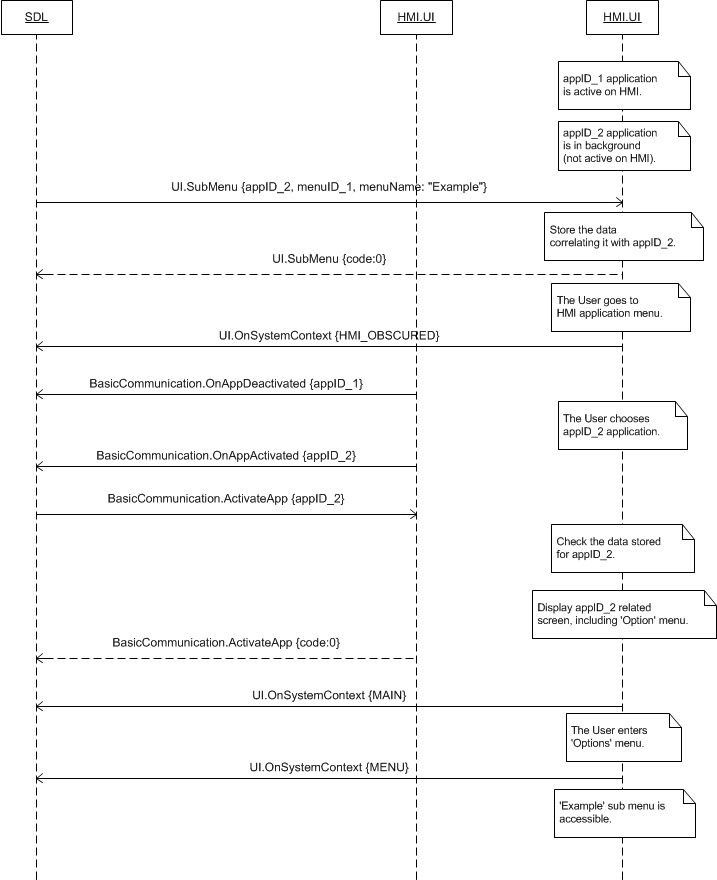 SDL
HMI.UI
HMI.UI
appID_1 application
is active on HMI.
appID_2 application
is in background
(not active on HMI).
UI.SubMenu {appID_2, menuID_1, menuName: "Example"}
Store the data
correlating it with appID_2.
UI.SubMenu {code:0}
The User goes to
HMI application menu.
UI.OnSystemContext {HMI_OBSCURED}
BasicCommunication.OnAppDeactivated {appID_1}
The User chooses
appID_2 application.
BasicCommunication.OnAppActivated {appID_2}
BasicCommunication.ActivateApp {appID_2}
Check the data stored
for appID_2.
Display appID_2 related
screen, including 'Option' menu.
BasicCommunication.ActivateApp {code:0}
UI.OnSystemContext {MAIN}
The User enters
'Options' menu.
UI.OnSystemContext {MENU}
'Example' sub menu is
accessible.